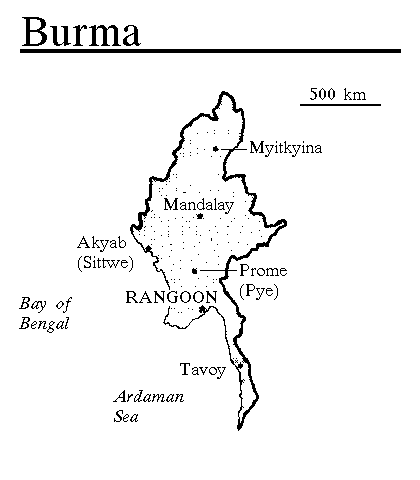 Burma
500 km
Myitkyina
Mandalay
Akyab
(Sittwe)
Prome
(Pye)
RANGOON
Bay of
Bengal
Tavoy
Ardaman
Sea